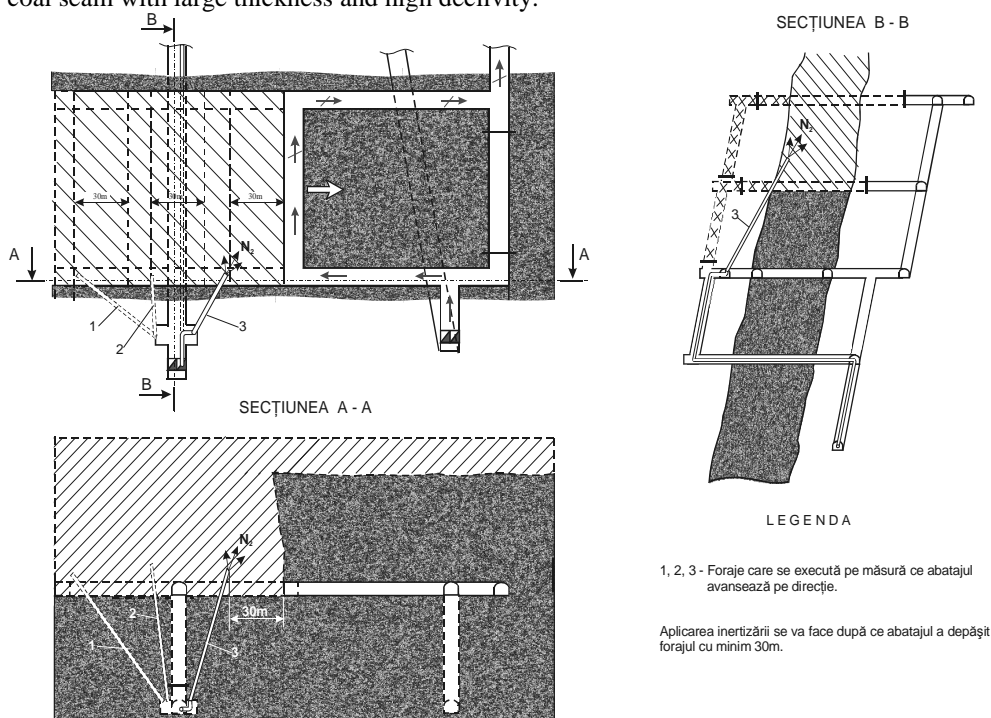 coal seam with large thickness and high declivity.
B
30m
30m
30m
A
A
N2
1
2
3
B
SECȚIUNEA A - A
N2
30m
1
2
3
SECȚIUNEA B - B
N2
3
LEGENDA
1, 2, 3 - Foraje care se execută pe măsură ce abatajul
avansează pe direcție.
Aplicarea inertizării se va face după ce abatajul a depășit
forajul cu minim 30m.